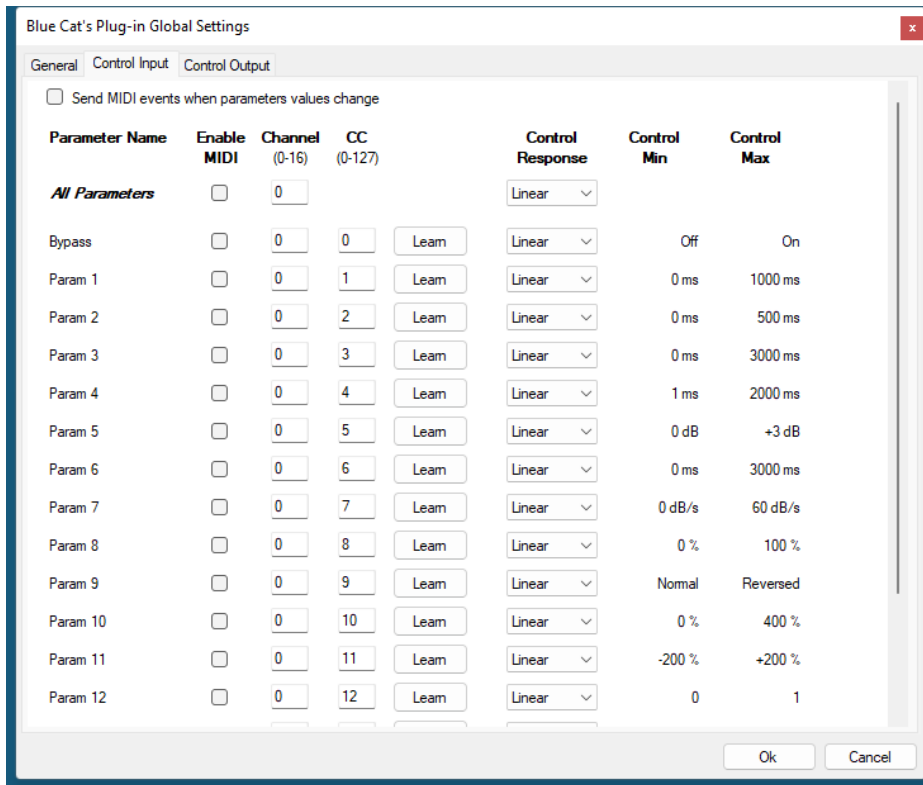 Blue Cat's Plug-in Global Settings
x
General Control Input Control Output
Send MIDI events when parameters values change
Parameter Name Enable MIDI Channel (0-16) CC (0-127) Control Response Control Min Control Max
All Parameters 0 Linear
Bypass 0 0 Learn Linear Off On
Param 1 0 1 Learn Linear 0 ms 1000 ms
Param 2 0 2 Learn Linear 0 ms 500 ms
Param 3 0 3 Learn Linear 0 ms 3000 ms
Param 4 0 4 Learn Linear 1 ms 2000 ms
Param 5 0 5 Learn Linear 0 dB +3 dB
Param 6 0 6 Learn Linear 0 ms 3000 ms
Param 7 0 7 Learn Linear 0 dB/s 60 dB/s
Param 8 0 8 Learn Linear 0 % 100 %
Param 9 0 9 Learn Linear Normal Reversed
Param 10 0 10 Learn Linear 0 % 400 %
Param 11 0 11 Learn Linear -200 % +200 %
Param 12 0 12 Learn Linear 0 1
Ok Cancel